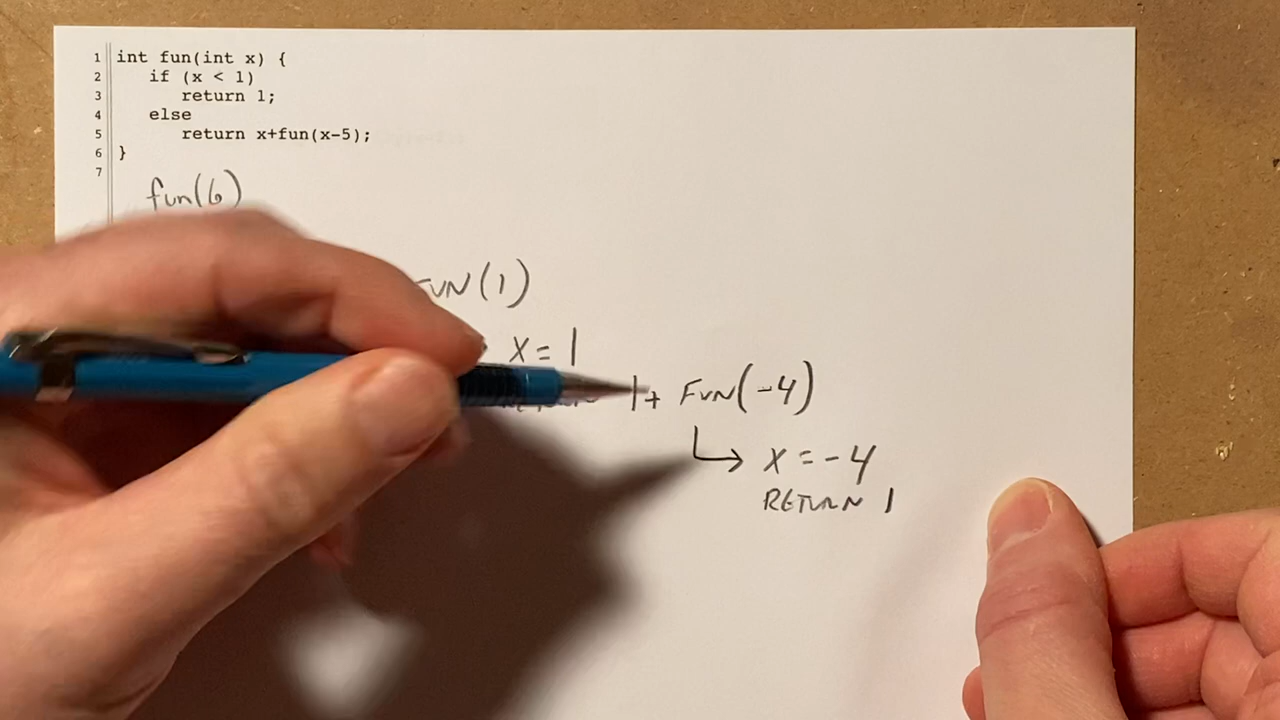 1 int fun(int x) {
2 if (x < 1)
3 return 1;
4 else
5 return x+fun(x-5);
6 }
7
fun(6)
FUN(1)
X = 1
RETURN 1+ FUN(-4)
X = -4
RETURN 1